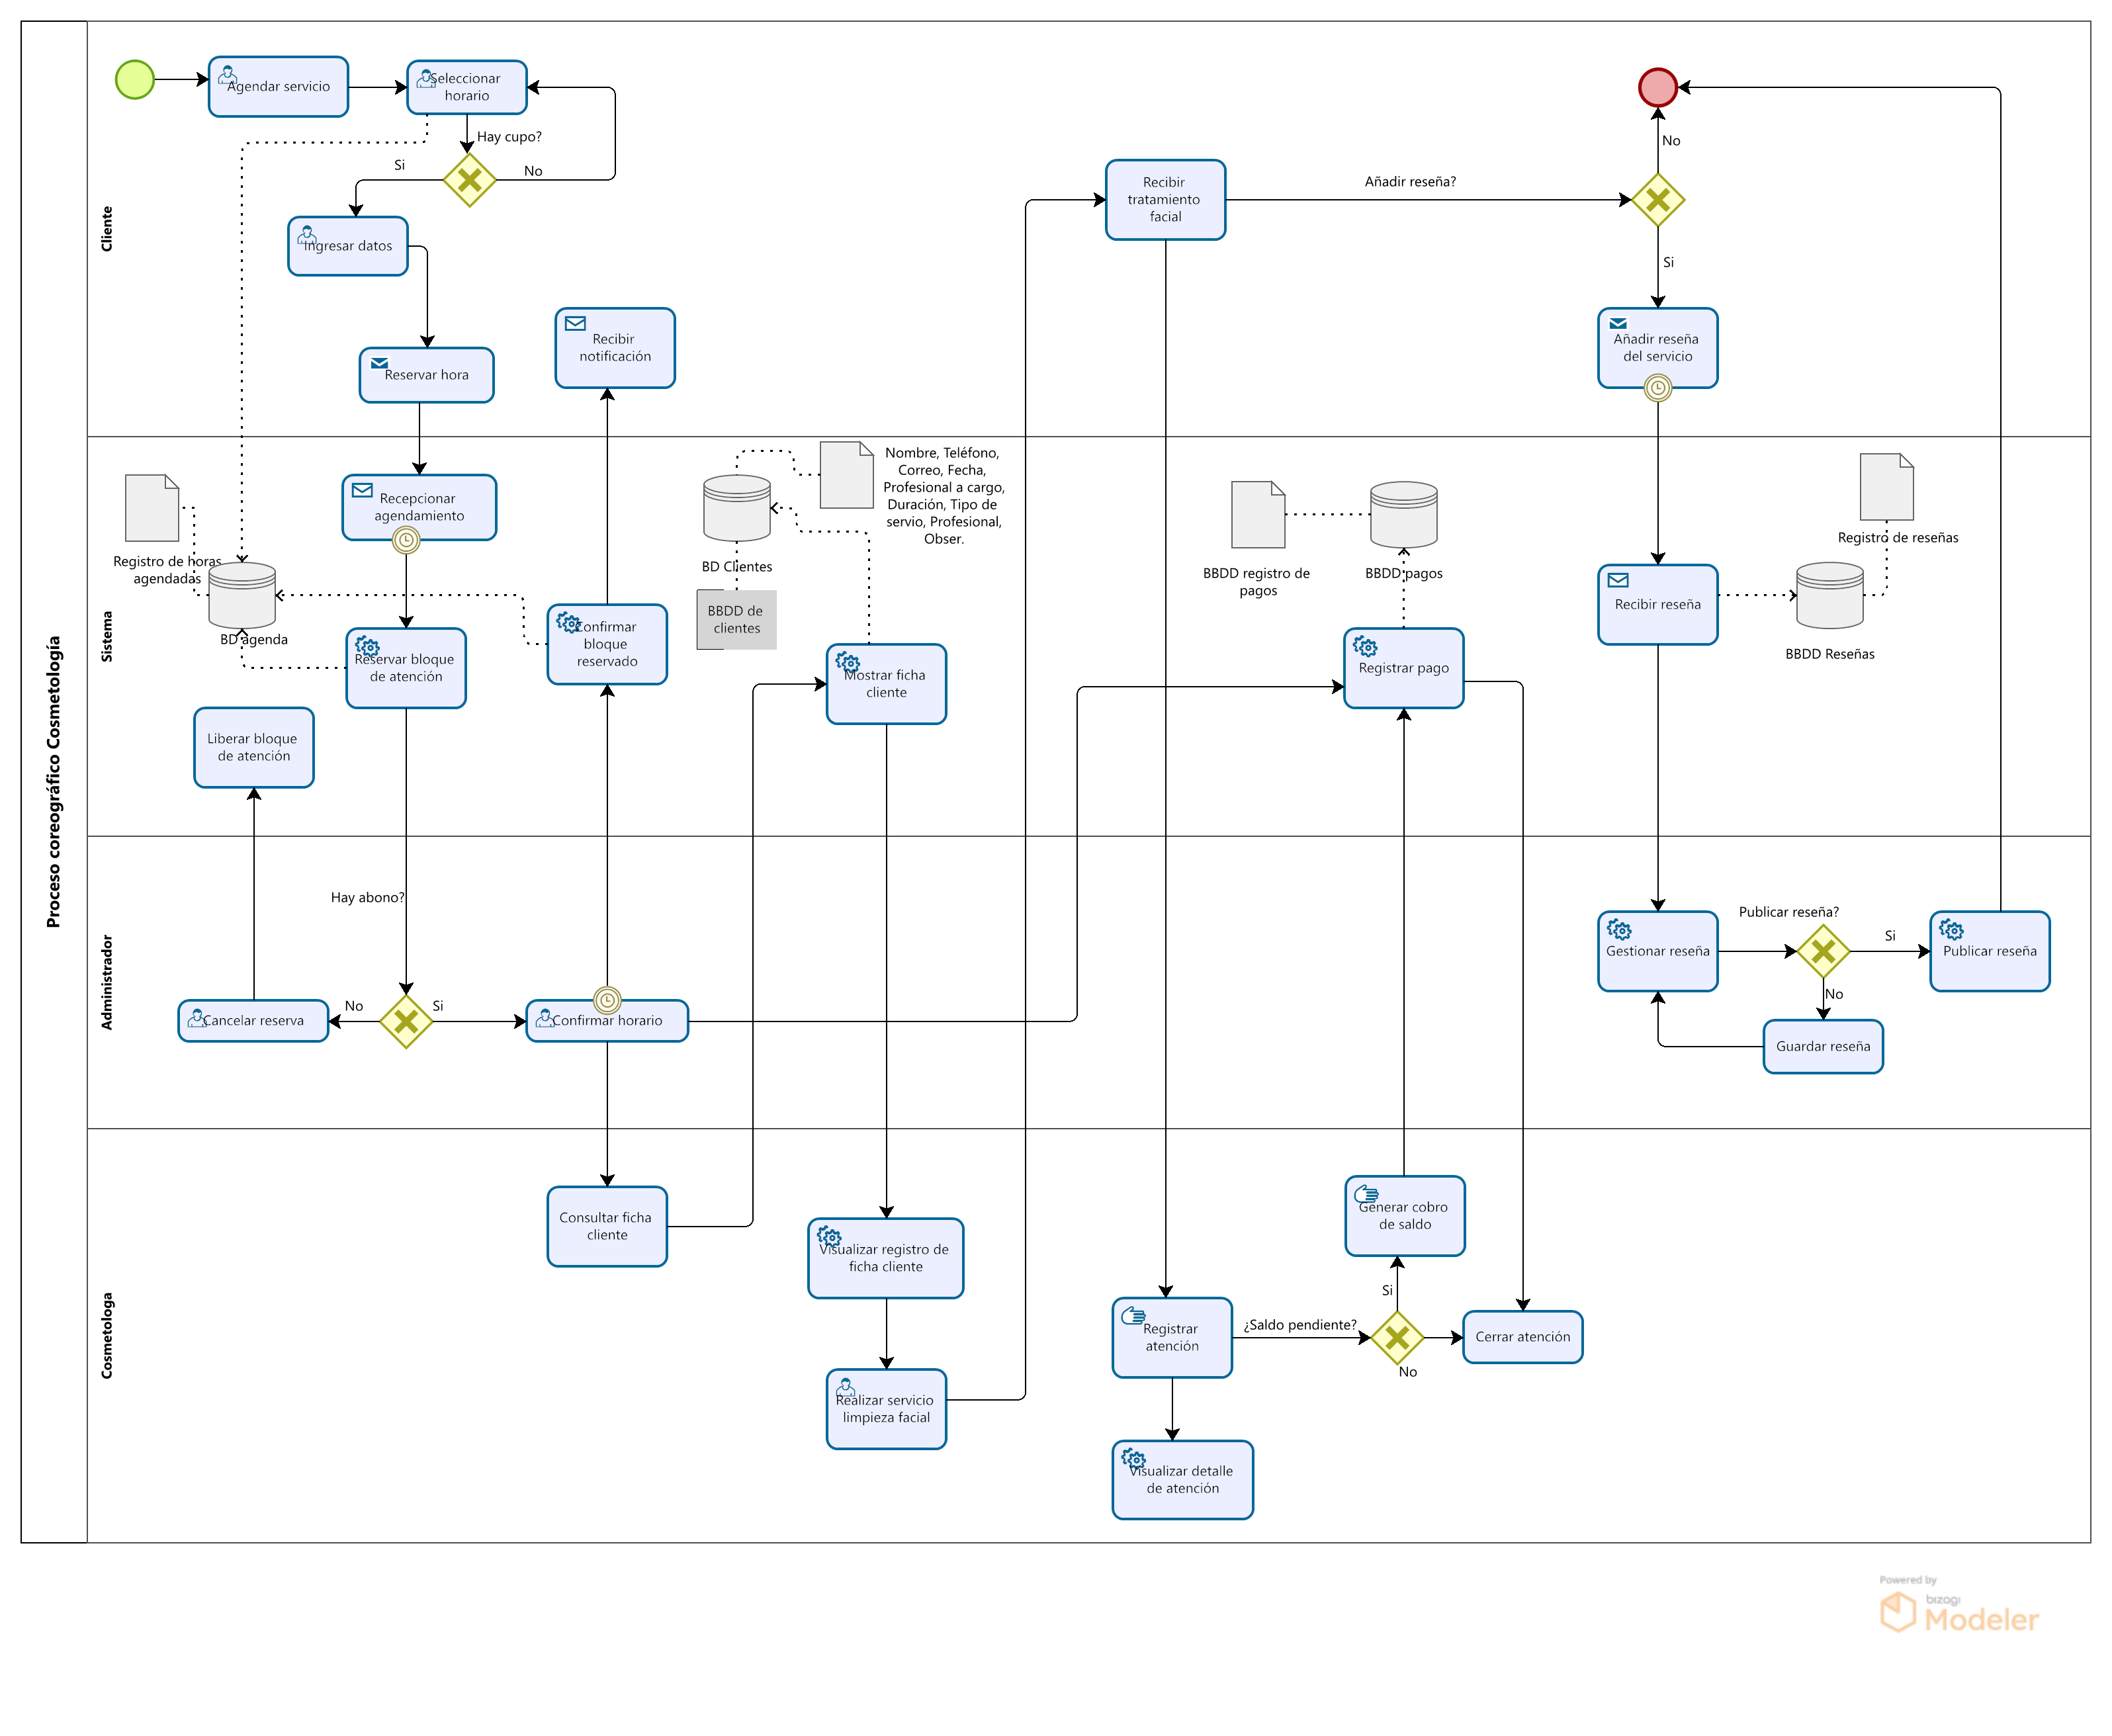 Proceso coreográfico Cosmetología
Cliente
Agendar servicio
Seleccionar
horario
Hay cupo?
Si
No
Ingresar datos
Reservar hora
Recibir
notificación
Recibir
tratamiento
facial
Añadir reseña?
No
Si
Añadir reseña
del servicio
Sistema
Registro de horas
agendadas
BD agenda
Recepcionar
agendamiento
Reservar bloque
de atención
Liberar bloque
de atención
Confirmar
bloque
reservado
BD Clientes
BBDD de
clientes
Nombre, Teléfono,
Correo, Fecha,
Profesional a cargo,
Duración, Tipo de
servio, Profesional,
Obser.
Mostrar ficha
cliente
BBDD registro de
pagos
BBDD pagos
Registrar pago
Recibir reseña
Registro de reseñas
BBDD Reseñas
Administrador
Hay abono?
No
Si
Cancelar reserva
Confirmar horario
Gestionar reseña
Publicar reseña?
Si
No
Publicar reseña
Guardar reseña
Cosmetologa
Consultar ficha
cliente
Visualizar registro de
ficha cliente
Realizar servicio
limpieza facial
Registrar
atención
¿Saldo pendiente?
Si
No
Generar cobro
de saldo
Cerrar atención
Visualizar detalle
de atención
Powered by
bizagi
Modeler